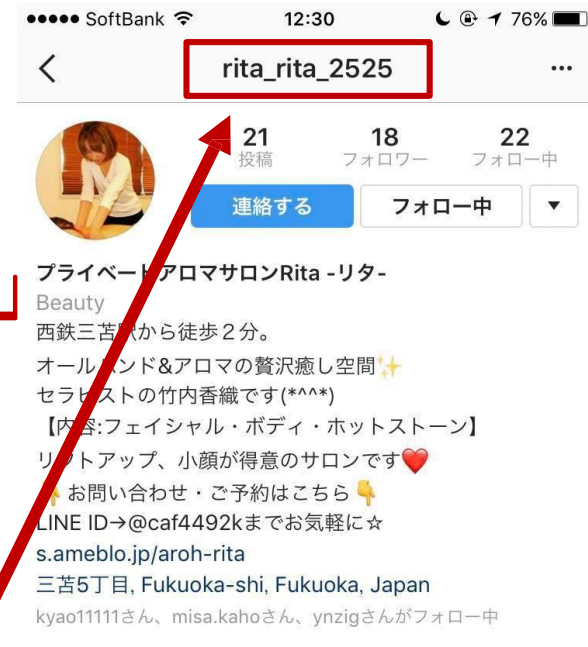 SoftBank 12:30 76%
rita_rita_2525
21 18 22
投稿 フォロワー フォロー中
連絡する フォロー中
プライベートアロマサロンRita -リタ-
Beauty
西鉄三苫駅から徒歩２分。
オールハンド&アロマの贅沢癒し空間✨
セラピストの竹内香織です(*^^*)
【内容:フェイシャル・ボディ・ホットストーン】
リフトアップ、小顔が得意のサロンです❤️
👇お問い合わせ・ご予約はこちら👇
LINE ID→@caf4492kまでお気軽に☆
s.ameblo.jp/aroh-rita
三苫5丁目, Fukuoka-shi, Fukuoka, Japan
kyao11111さん、misa.kahoさん、ynzigさんがフォロー中